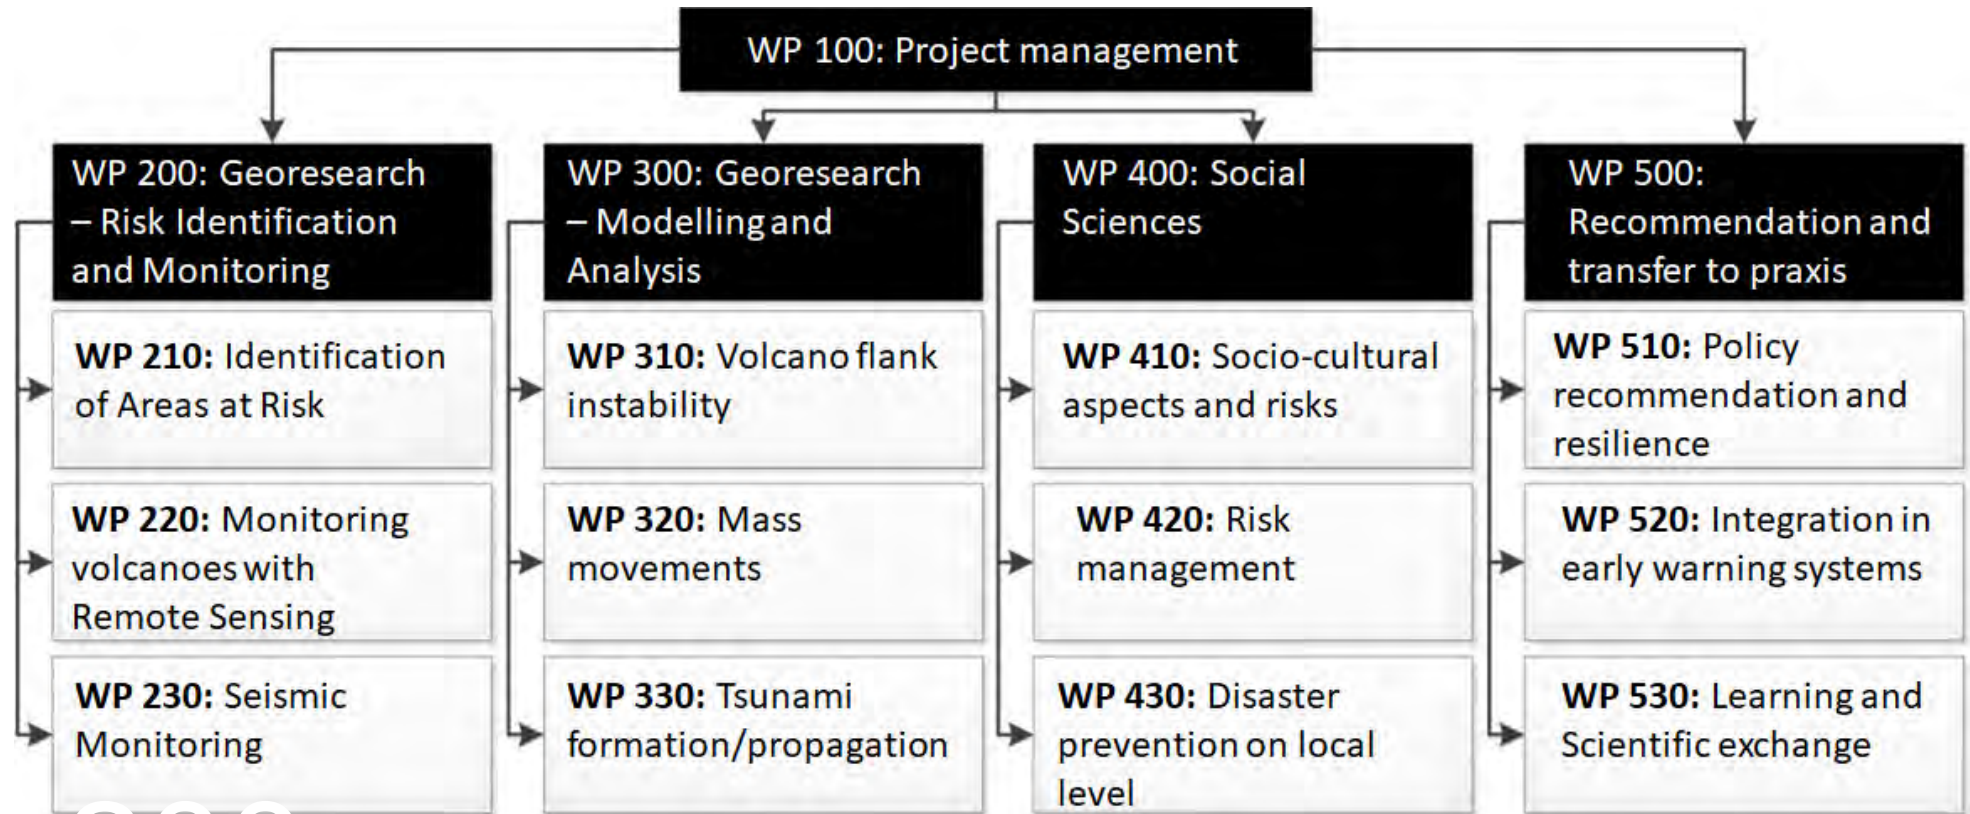 WP 100: Project management
WP 200: Georesearch
– Risk Identification
and Monitoring
WP 210: Identification
of Areas at Risk
WP 220: Monitoring
volcanoes with
Remote Sensing
WP 230: Seismic
Monitoring
WP 300: Georesearch
– Modelling and
Analysis
WP 310: Volcano flank
instability
WP 320: Mass
movements
WP 330: Tsunami
formation/propagation
WP 400: Social
Sciences
WP 410: Socio-cultural
aspects and risks
WP 420: Risk
management
WP 430: Disaster
prevention on local
level
WP 500:
Recommendation and
transfer to praxis
WP 510: Policy
recommendation and
resilience
WP 520: Integration in
early warning systems
WP 530: Learning and
Scientific exchange